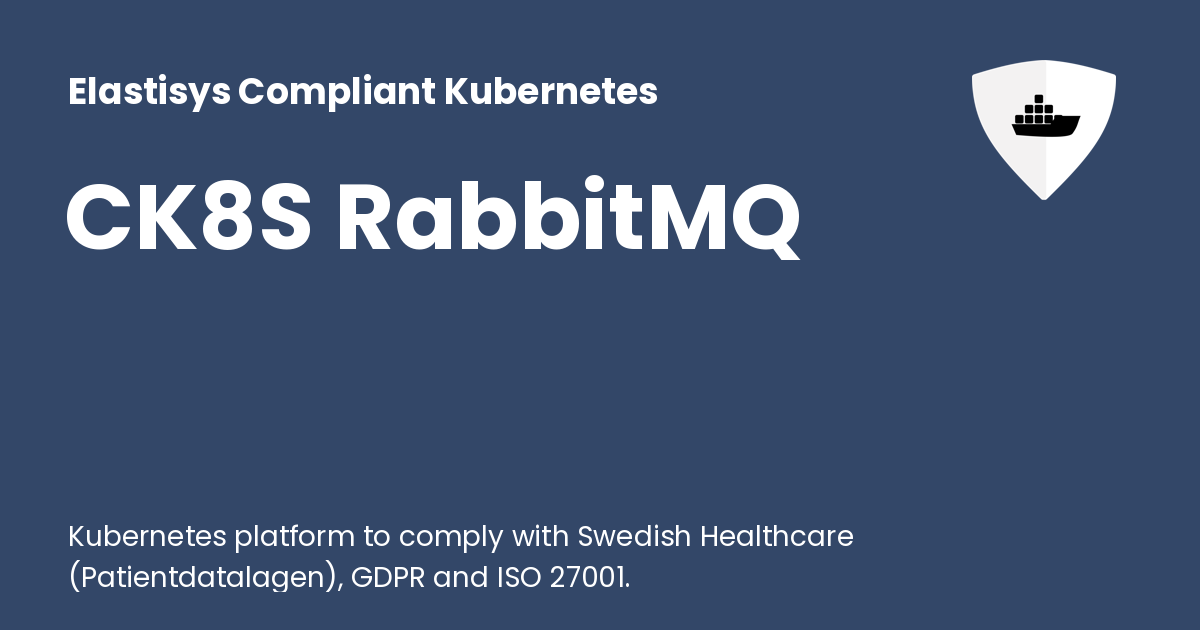 Elastisys Compliant Kubernetes
CK8S RabbitMQ
Kubernetes platform to comply with Swedish Healthcare
(Patientdatalagen), GDPR and ISO 27001.